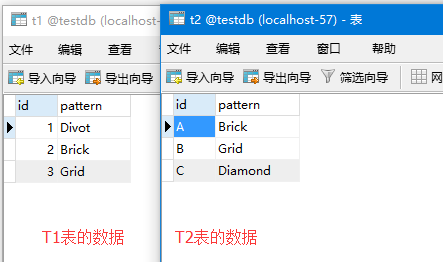 t1 @testdb (localhost-57)
文件 编辑 查看
导入向导 导出向导
id pattern
1 Divot
2 Brick
3 Grid
T1表的数据
t2 @testdb (localhost-57) - 表
文件 编辑 查看 窗口 帮助
导入向导 导出向导 筛选向导 网
id pattern
A Brick
B Grid
C Diamond
T2表的数据